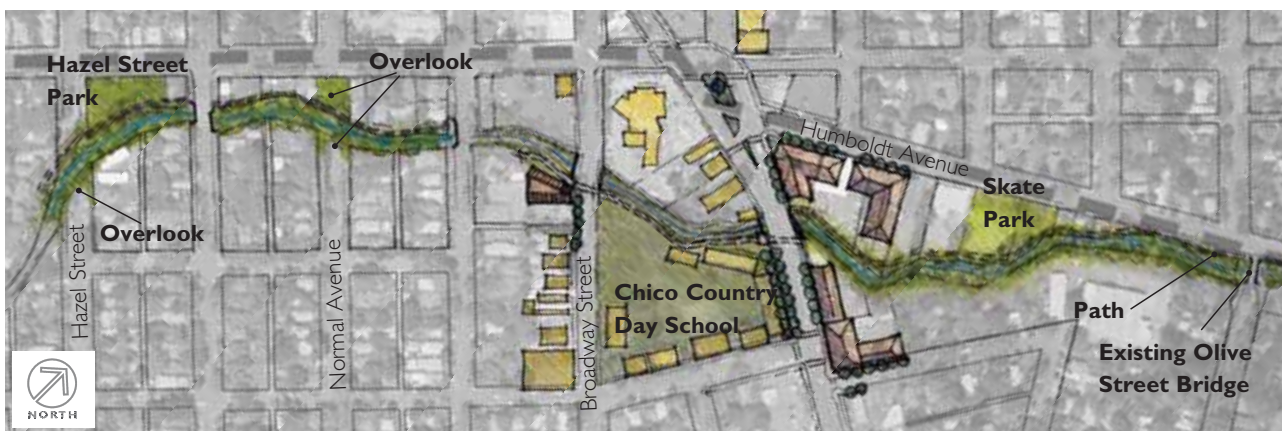 Hazel Street
Park
Overlook
Humboldt Avenue
Skate
Park
Overlook
Hazel Street
Normal Avenue
Broadway Street
Chico Country
Day School
Path
Existing Olive
Street Bridge
NORTH